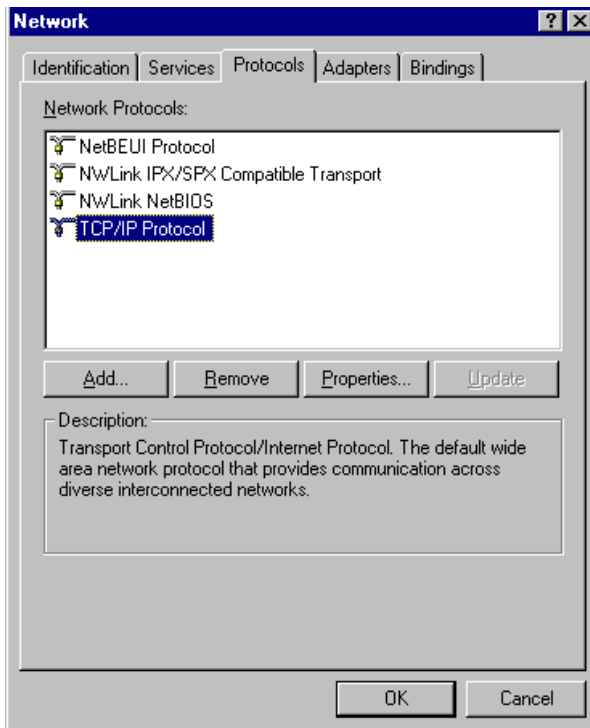 Network
Identification Services Protocols Adapters Bindings
Network Protocols:
NetBEUI Protocol
NWLink IPX/SPX Compatible Transport
NWLink NetBIOS
TCP/IP Protocol
Add... Remove Properties... Update
Description:
Transport Control Protocol/Internet Protocol. The default wide
area network protocol that provides communication across
diverse interconnected networks.
OK Cancel